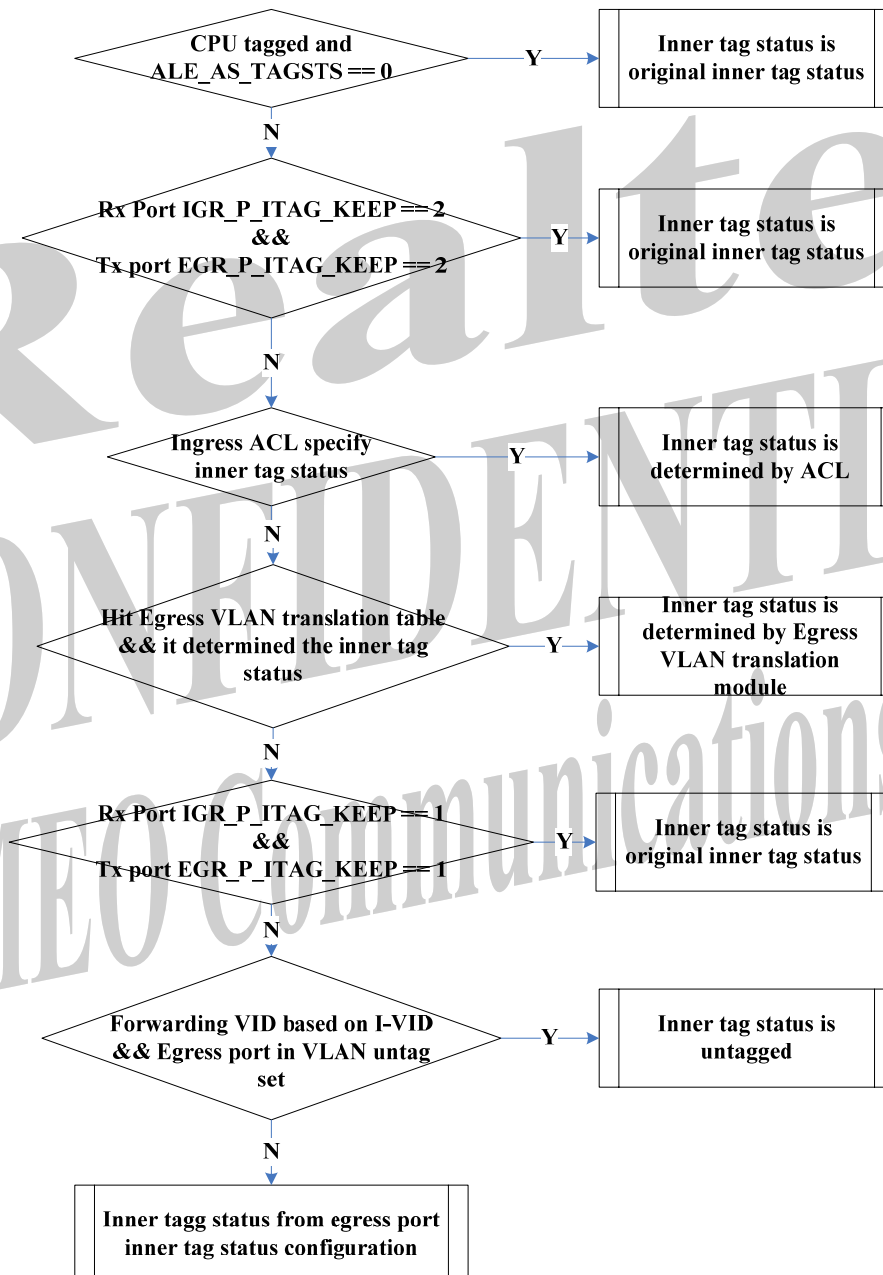 CPU tagged and
ALE_AS_TAGSTS == 0
Y
Inner tag status is
original inner tag status
N
Rx Port IGR_P_ITAG_KEEP == 2
&&
Tx port EGR_P_ITAG_KEEP == 2
Y
Inner tag status is
original inner tag status
N
Ingress ACL specify
inner tag status
Y
Inner tag status is
determined by ACL
N
Hit Egress VLAN translation table
&& it determined the inner tag
status
Y
Inner tag status is
determined by Egress
VLAN translation
module
N
Rx Port IGR_P_ITAG_KEEP == 1
&&
Tx port EGR_P_ITAG_KEEP == 1
Y
Inner tag status is
original inner tag status
N
Forwarding VID based on I-VID
&& Egress port in VLAN untag
set
Y
Inner tag status is
untagged
N
Inner tagg status from egress port
inner tag status configuration
Realte
ONFIDENTI
MEO Communications